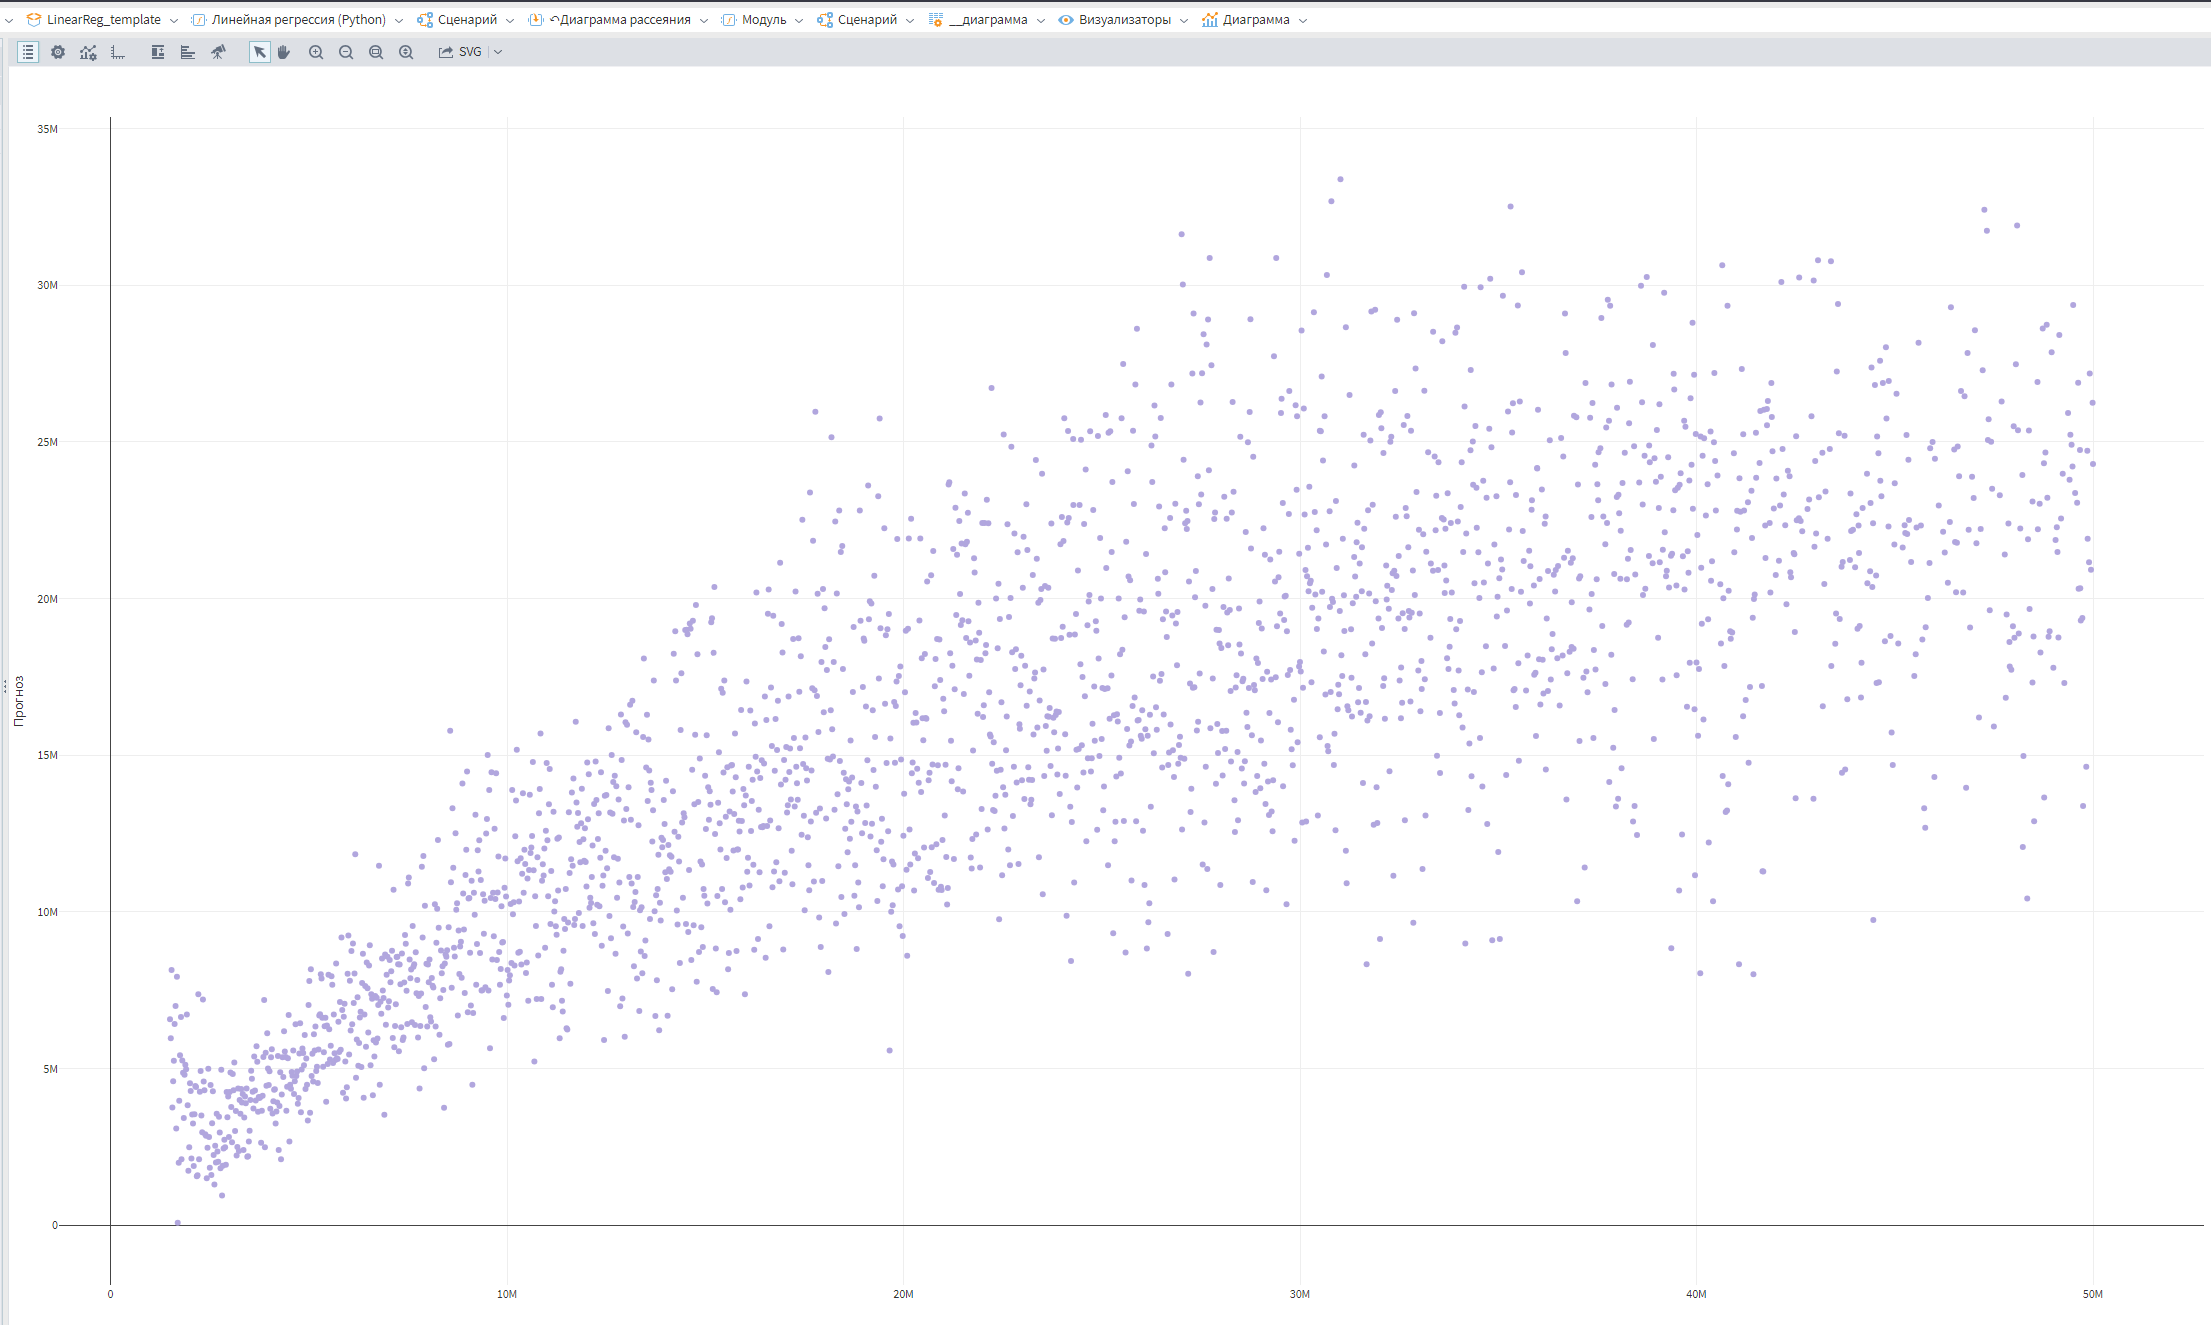 LinearReg_template Линейная регрессия (Python) Сценарий Диаграмма рассеяния Модуль Сценарий __диаграмма Визуализаторы Диаграмма
SVG
35M
30M
25M
20M
15M
10M
5M
0
Прогноз
0 10M 20M 30M 40M 50M